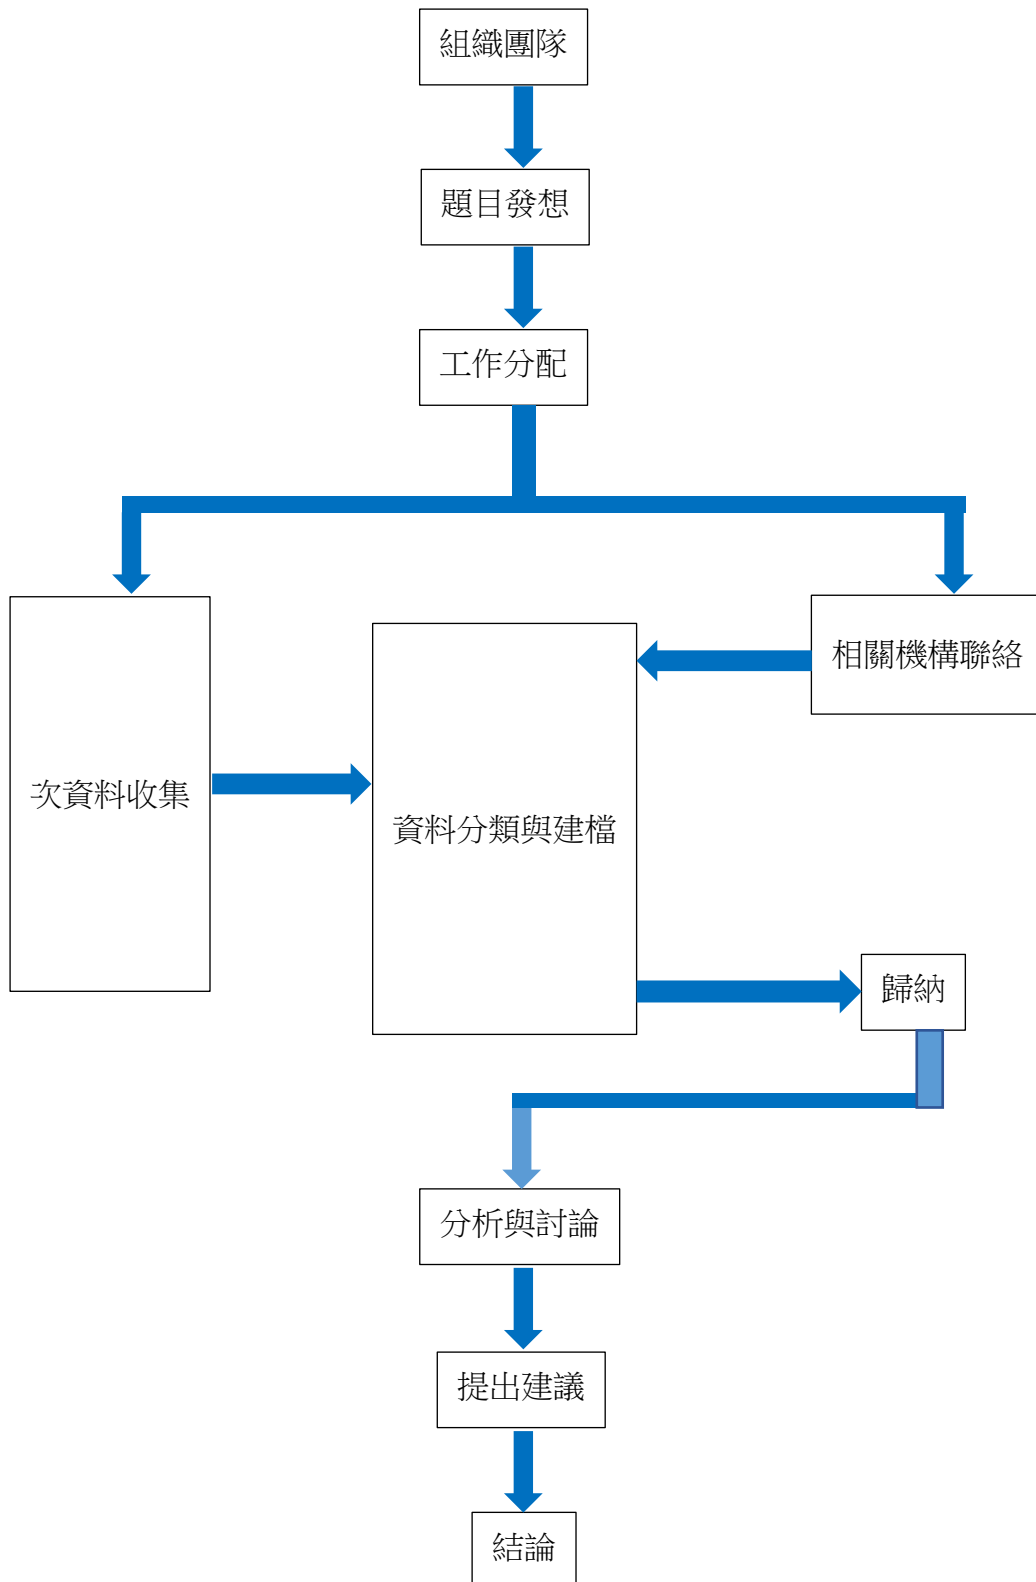 組織團隊
題目發想
工作分配
相關機構聯絡
次資料收集
資料分類與建檔
歸納
分析與討論
提出建議
結論